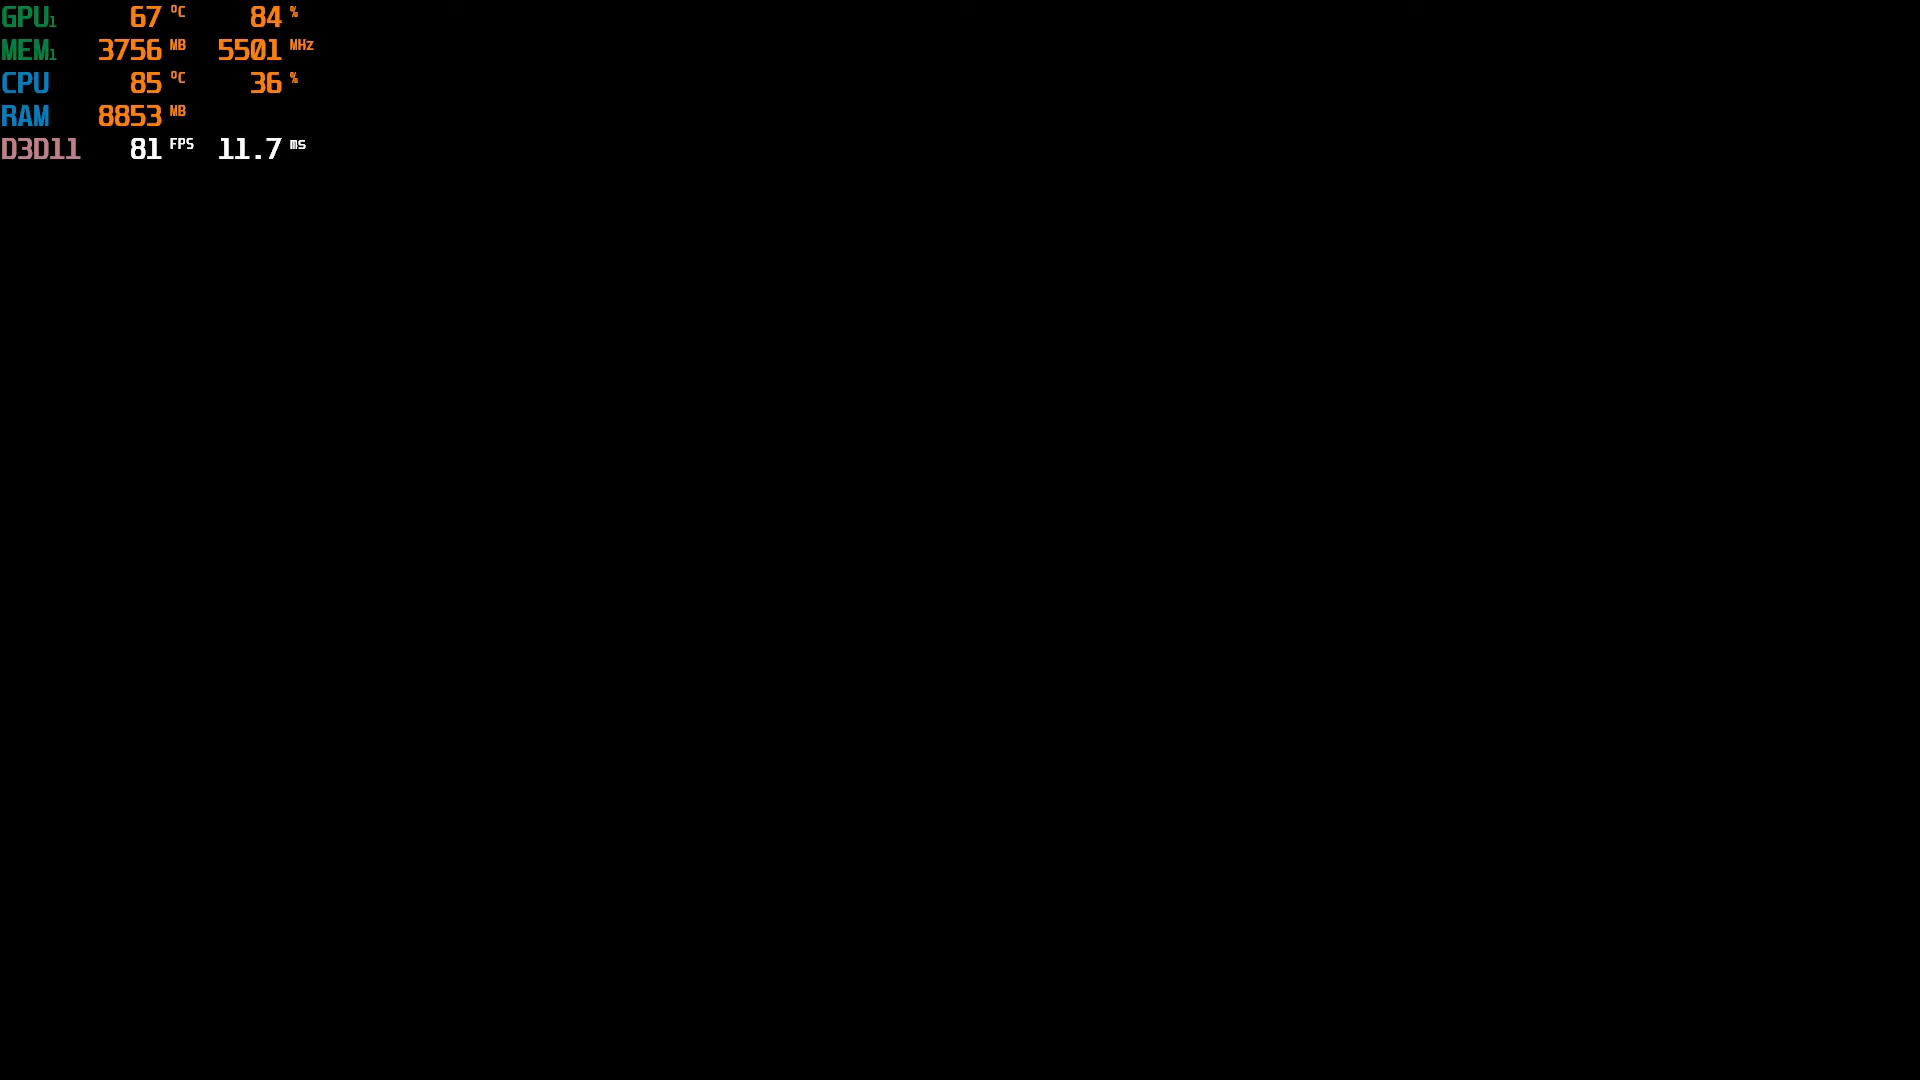 GPU1 67 °C 84 %
MEM1 3756 MB 5501 MHz
CPU 85 °C 36 %
RAM 8853 MB
D3D11 81 FPS 11.7 ms